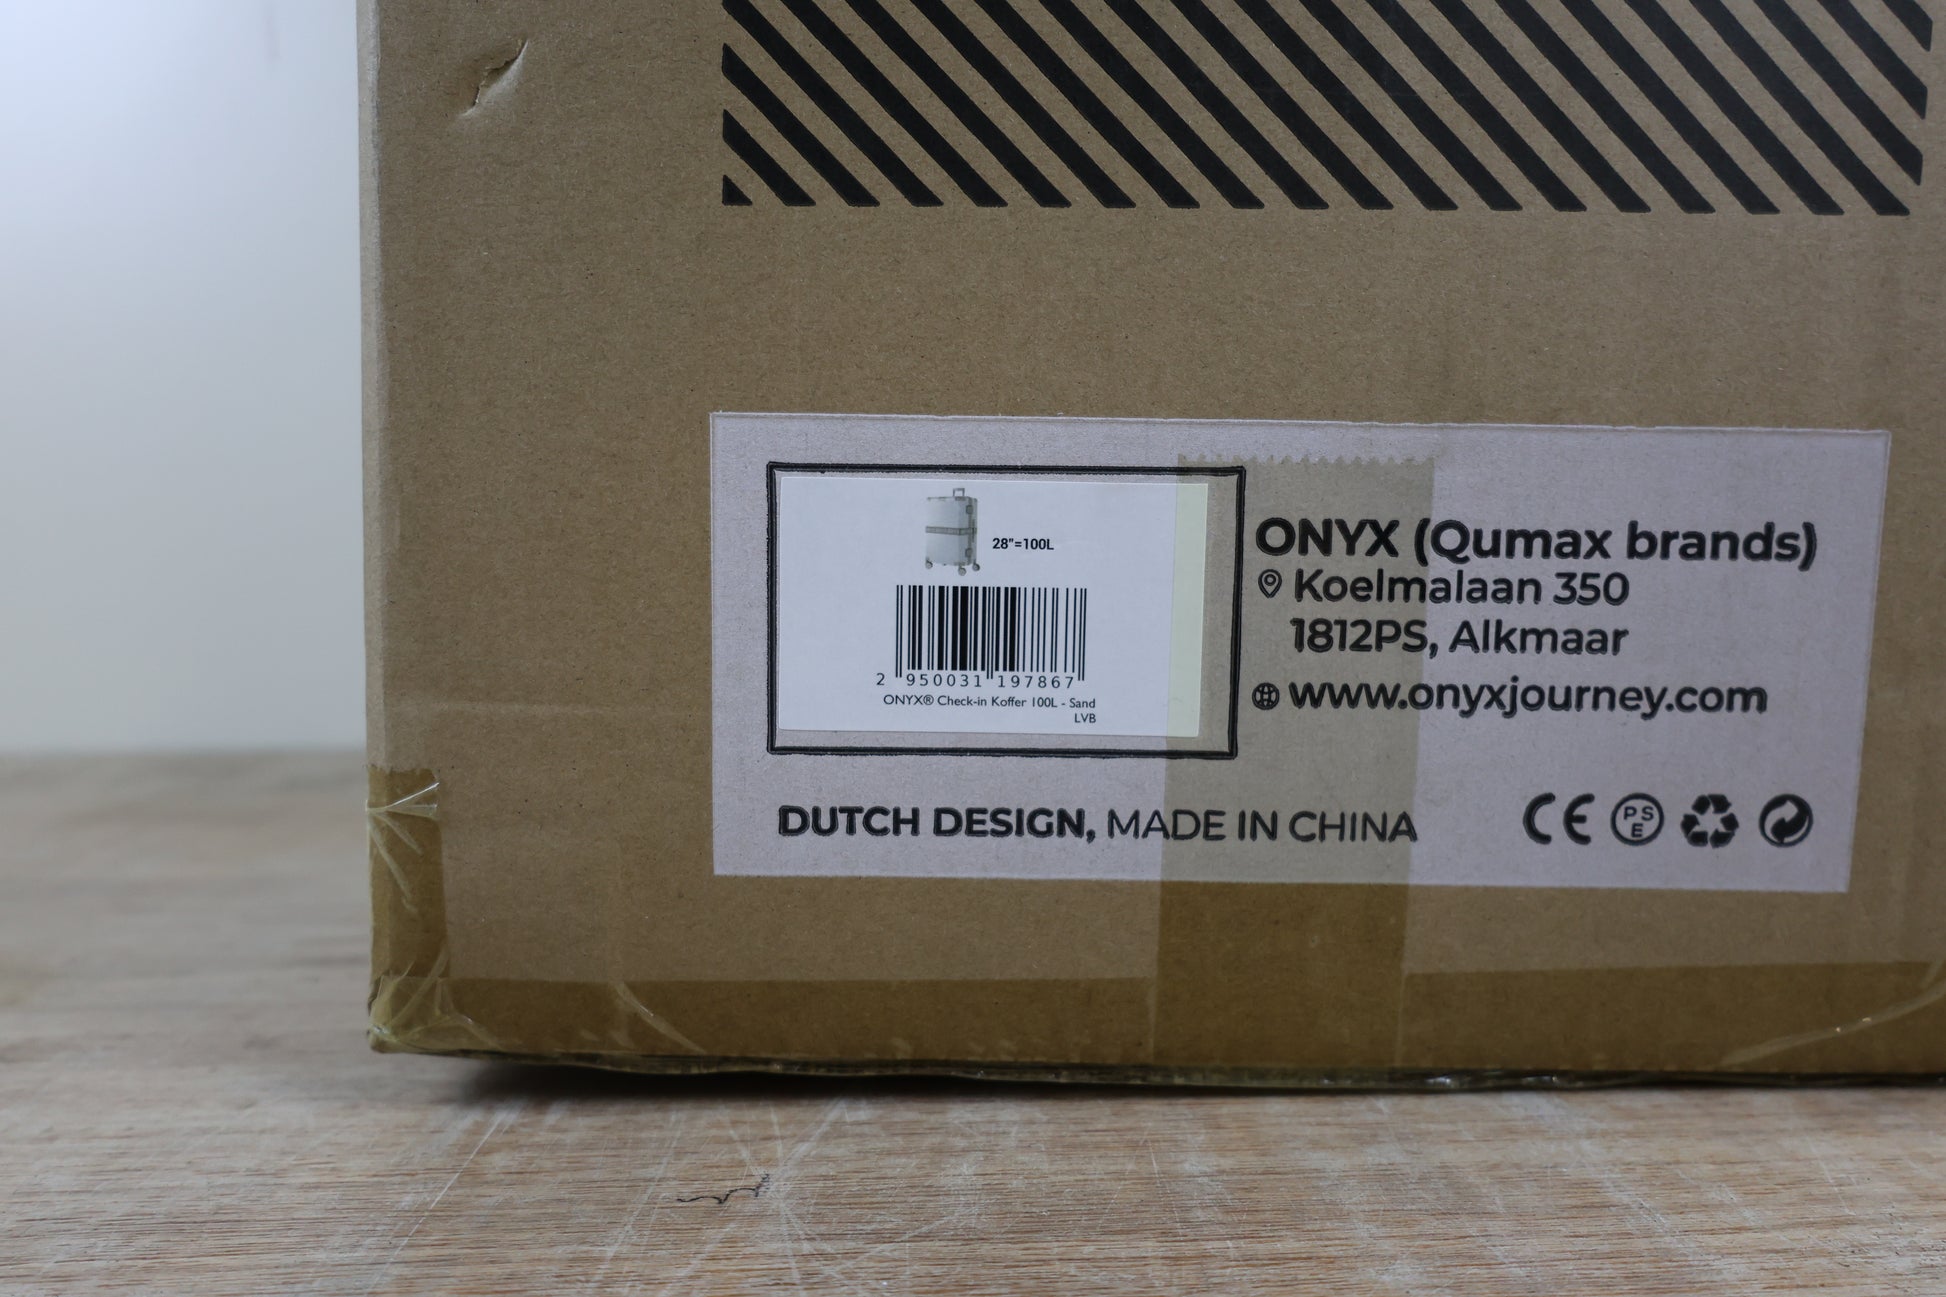 28"=100L
2 950031 197867
ONYX® Check-in Koffer 100L - Sand
LVB
ONYX (Qumax brands)
Koelmalaan 350
1812PS, Alkmaar
www.onyxjourney.com
DUTCH DESIGN, MADE IN CHINA
CE PSE